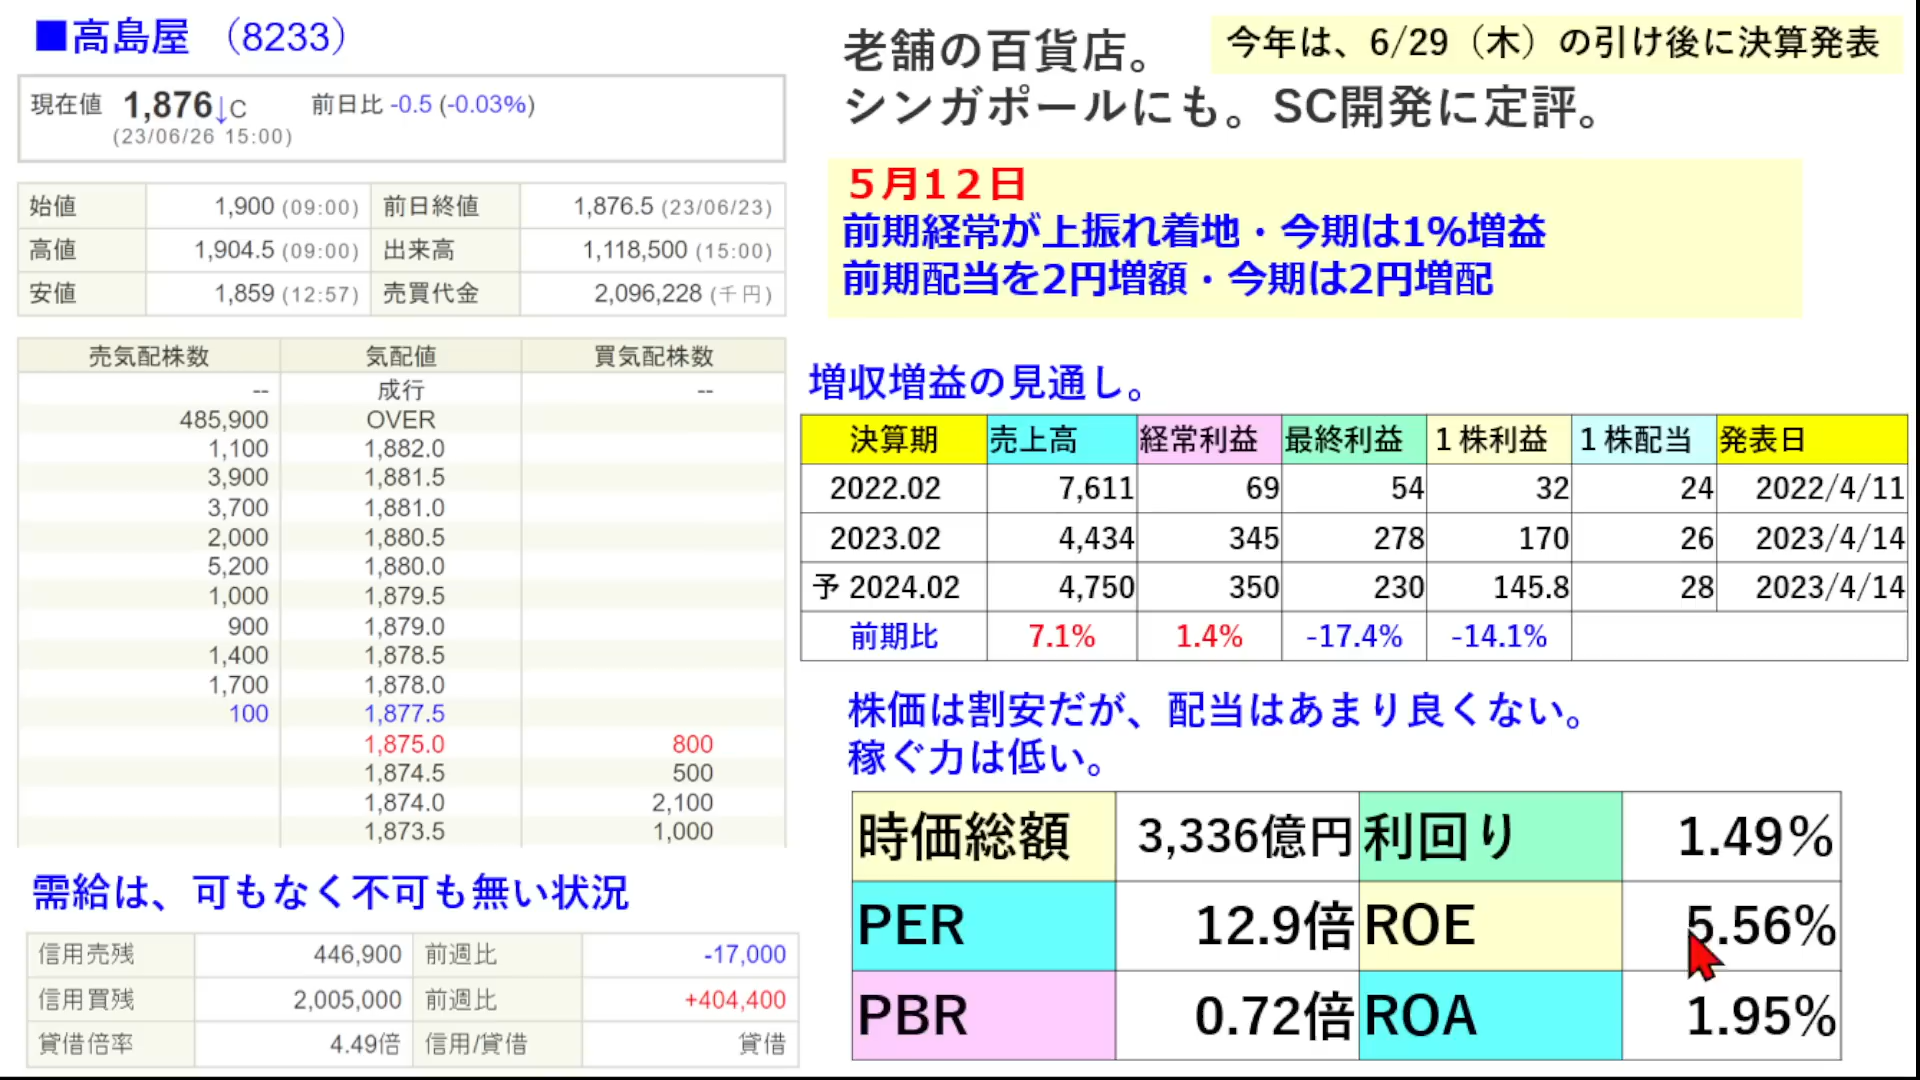 ■高島屋 （8233）
現在値 1,876↓C 前日比 -0.5 (-0.03%)
(23/06/26 15:00)
始値 1,900 (09:00) 前日終値 1,876.5 (23/06/23)
高値 1,904.5 (09:00) 出来高 1,118,500 (15:00)
安値 1,859 (12:57) 売買代金 2,096,228 (千円)
売気配株数 気配値 買気配株数
-- 成行 --
485,900 OVER
1,100 1,882.0
3,900 1,881.5
3,700 1,881.0
2,000 1,880.5
5,200 1,880.0
1,000 1,879.5
900 1,879.0
1,400 1,878.5
1,700 1,878.0
100 1,877.5
1,875.0 800
1,874.5 500
1,874.0 2,100
1,873.5 1,000
需給は、可もなく不可も無い状況
信用売残 446,900 前週比 -17,000
信用買残 2,005,000 前週比 +404,400
貸借倍率 4.49倍 信用/貸借 貸借
老舗の百貨店。
シンガポールにも。SC開発に定評。
今年は、6/29（木）の引け後に決算発表
５月1２日
前期経常が上振れ着地・今期は1%増益
前期配当を2円増額・今期は2円増配
増収増益の見通し。
決算期 売上高 経常利益 最終利益 １株利益 １株配当 発表日
2022.02 7,611 69 54 32 24 2022/4/11
2023.02 4,434 345 278 170 26 2023/4/14
予 2024.02 4,750 350 230 145.8 28 2023/4/14
前期比 7.1% 1.4% -17.4% -14.1%
株価は割安だが、配当はあまり良くない。
稼ぐ力は低い。
時価総額 3,336億円 利回り 1.49%
PER 12.9倍 ROE 5.56%
PBR 0.72倍 ROA 1.95%